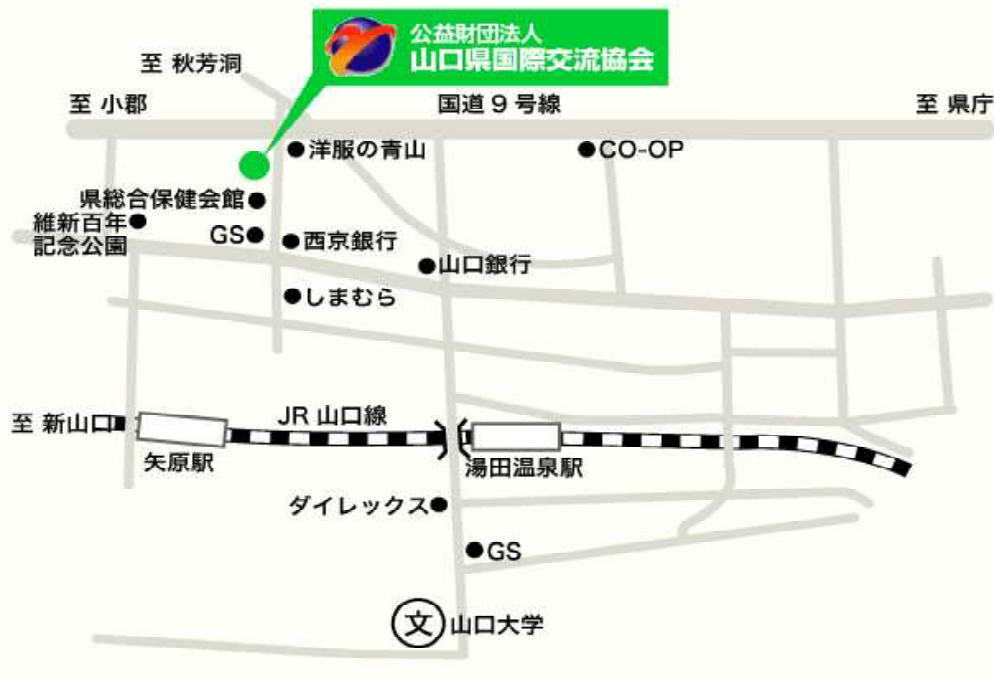 公益財団法人
山口県国際交流協会
至 秋芳洞
至 小郡
国道9号線
至 県庁
洋服の青山
CO-OP
県総合保健会館
維新百年
記念公園
GS
西京銀行
山口銀行
しまむら
至 新山口
JR 山口線
矢原駅
湯田温泉駅
ダイレックス
GS
文
山口大学